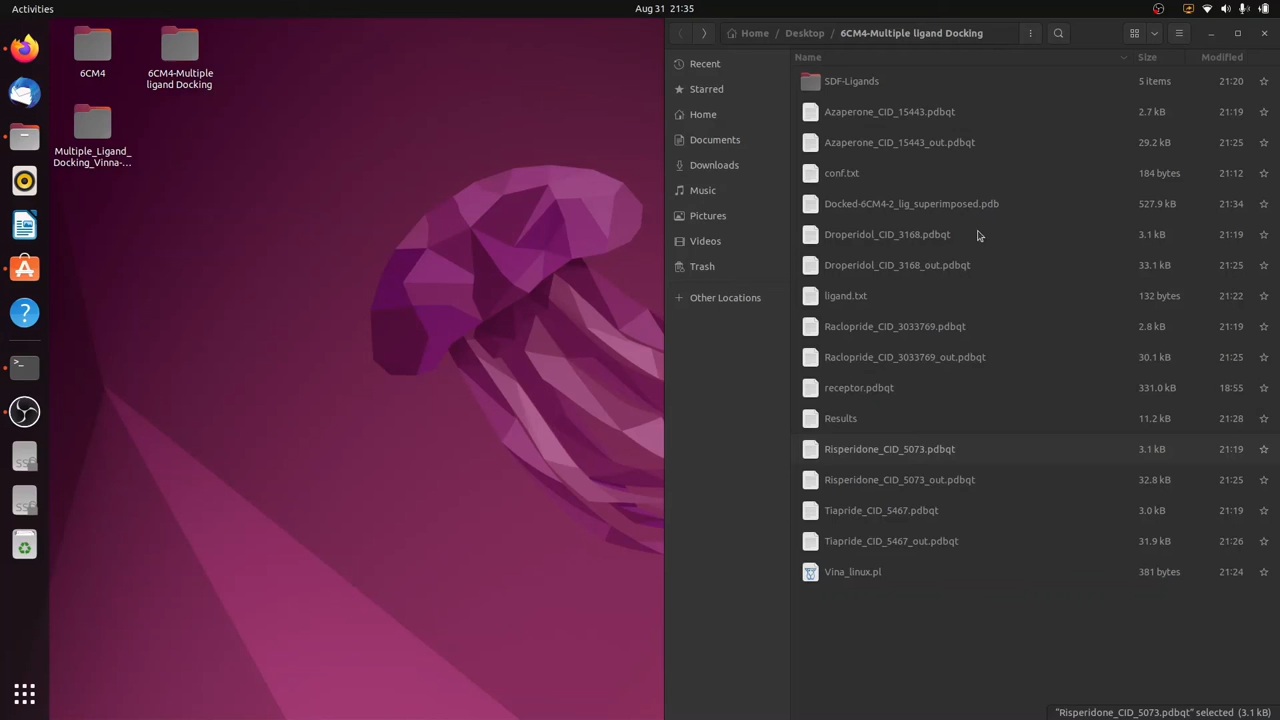 Activities
Aug 31 21:35
6CM4
6CM4-Multiple
ligand Docking
Multiple_Ligand_
Docking_Vinna-...
Home / Desktop / 6CM4-Multiple ligand Docking
Recent
Starred
Home
Documents
Downloads
Music
Pictures
Videos
Trash
+ Other Locations
Name Size Modified
SDF-Ligands 5 items 21:20
Azaperone_CID_15443.pdbqt 2.7 kB 21:19
Azaperone_CID_15443_out.pdbqt 29.2 kB 21:25
conf.txt 184 bytes 21:12
Docked-6CM4-2_lig_superimposed.pdb 527.9 kB 21:34
Droperidol_CID_3168.pdbqt 3.1 kB 21:19
Droperidol_CID_3168_out.pdbqt 33.1 kB 21:25
ligand.txt 132 bytes 21:22
Raclopride_CID_3033769.pdbqt 2.8 kB 21:19
Raclopride_CID_3033769_out.pdbqt 30.1 kB 21:25
receptor.pdbqt 331.0 kB 18:55
Results 11.2 kB 21:28
Risperidone_CID_5073.pdbqt 3.1 kB 21:19
Risperidone_CID_5073_out.pdbqt 32.8 kB 21:25
Tiapride_CID_5467.pdbqt 3.0 kB 21:19
Tiapride_CID_5467_out.pdbqt 31.9 kB 21:26
Vina_linux.pl 381 bytes 21:24
"Risperidone_CID_5073.pdbqt" selected (3.1 kB)